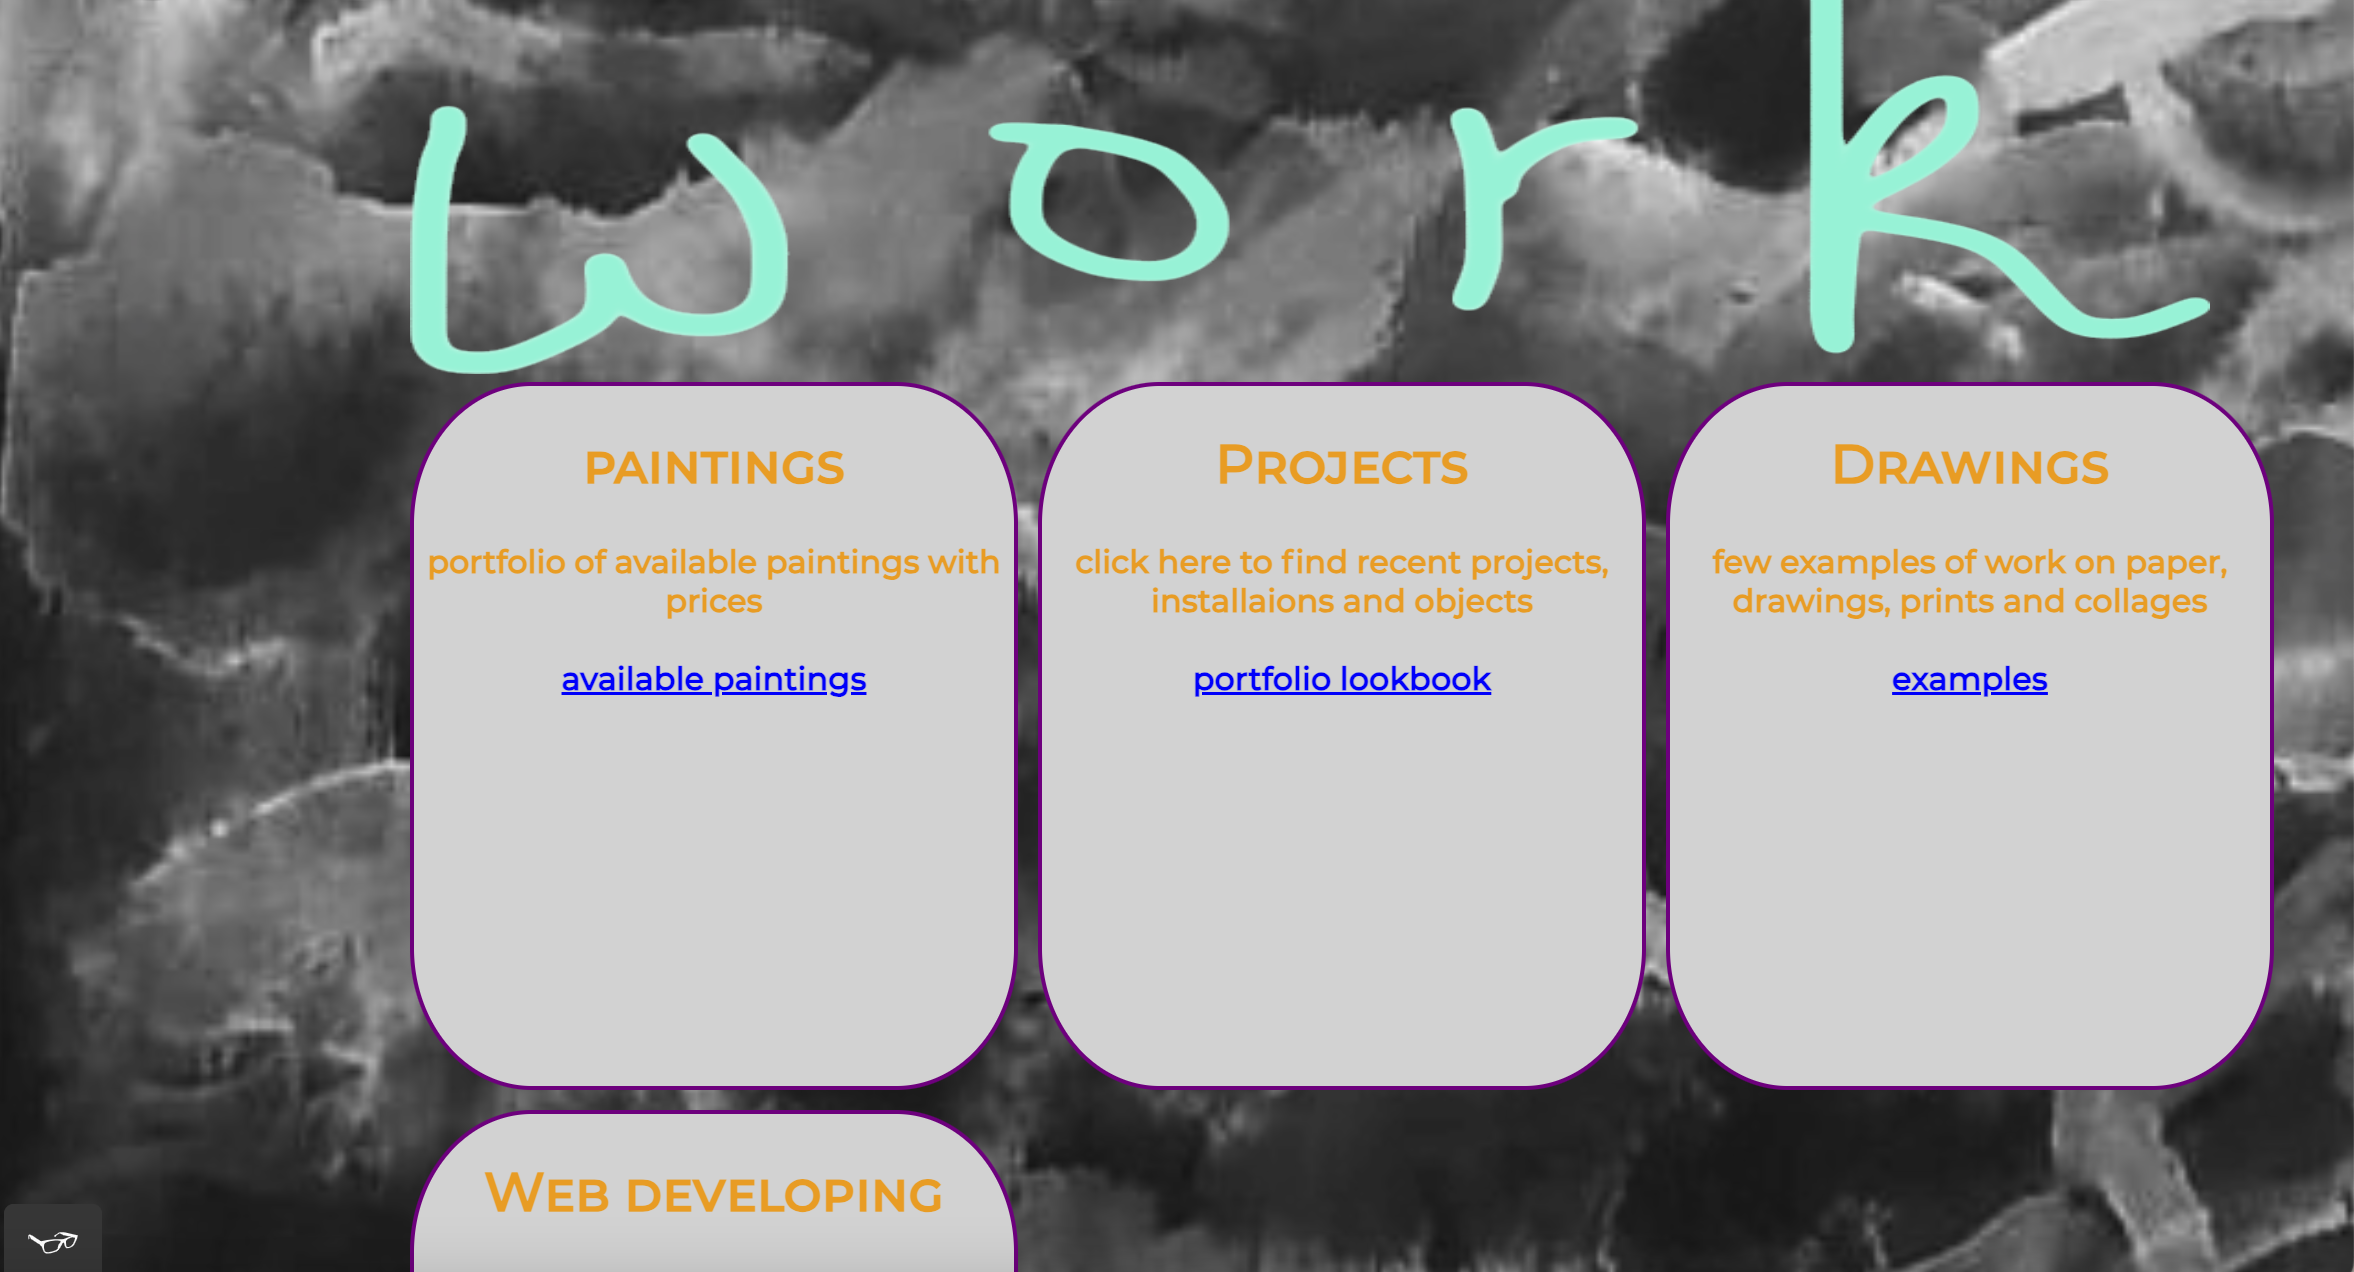 work
PAINTINGS
portfolio of available paintings with
prices
available paintings
PROJECTS
click here to find recent projects,
installaions and objects
portfolio lookbook
DRAWINGS
few examples of work on paper,
drawings, prints and collages
examples
WEB DEVELOPING